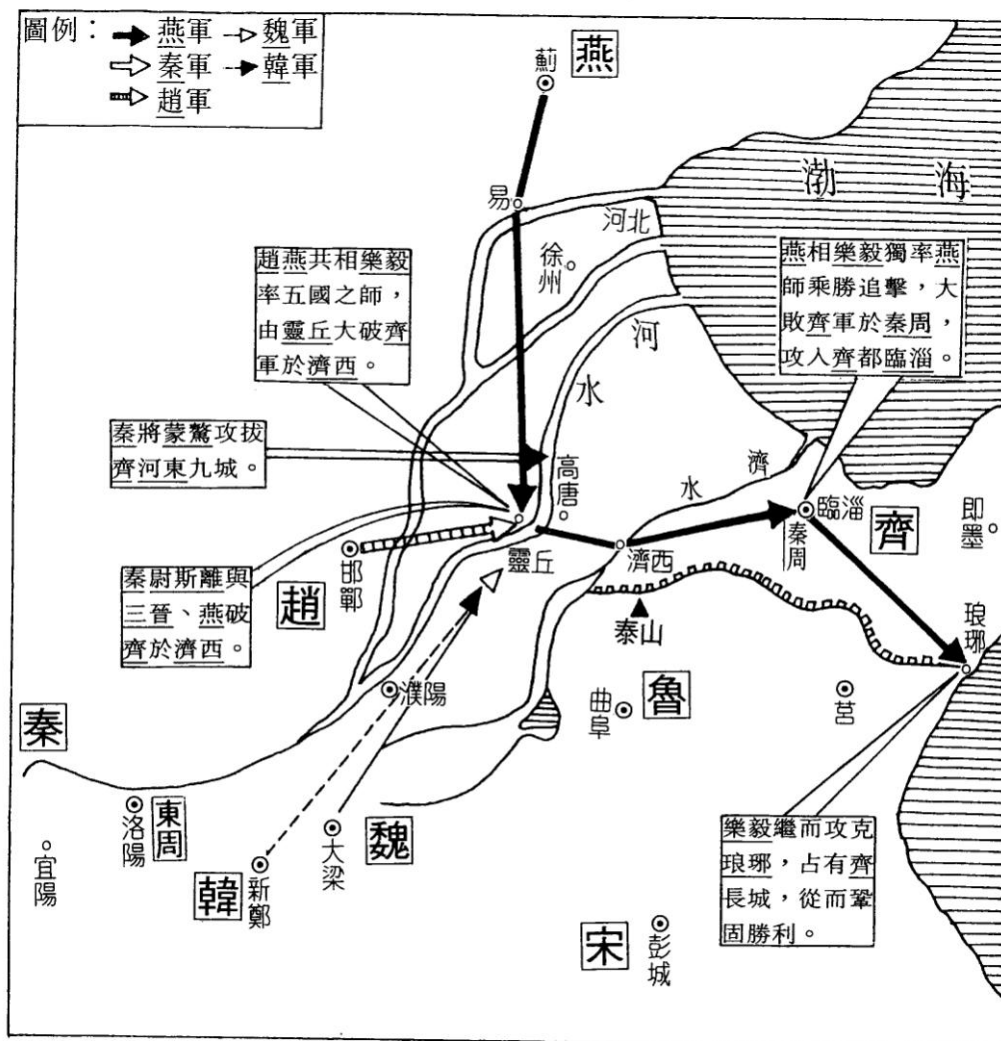 圖例：燕軍 魏軍
秦軍 韓軍
趙軍
燕
薊
渤海
易
河北
徐州
趙燕共相樂毅
率五國之師，
由靈丘大破齊
軍於濟西。
燕相樂毅獨率燕
師乘勝追擊，大
敗齊軍於秦周，
攻入齊都臨淄。
河水
秦將蒙驁攻拔
齊河東九城。
高唐
濟水
臨淄
齊
即墨
秦周
靈丘
濟西
邯鄲
趙
秦尉斯離與
三晉、燕破
齊於濟西。
泰山
琅琊
濮陽
曲阜
魯
莒
秦
洛陽
東周
宜陽
大梁
魏
韓
新鄭
樂毅繼而攻克
琅琊，占有齊
長城，從而鞏
固勝利。
宋
彭城